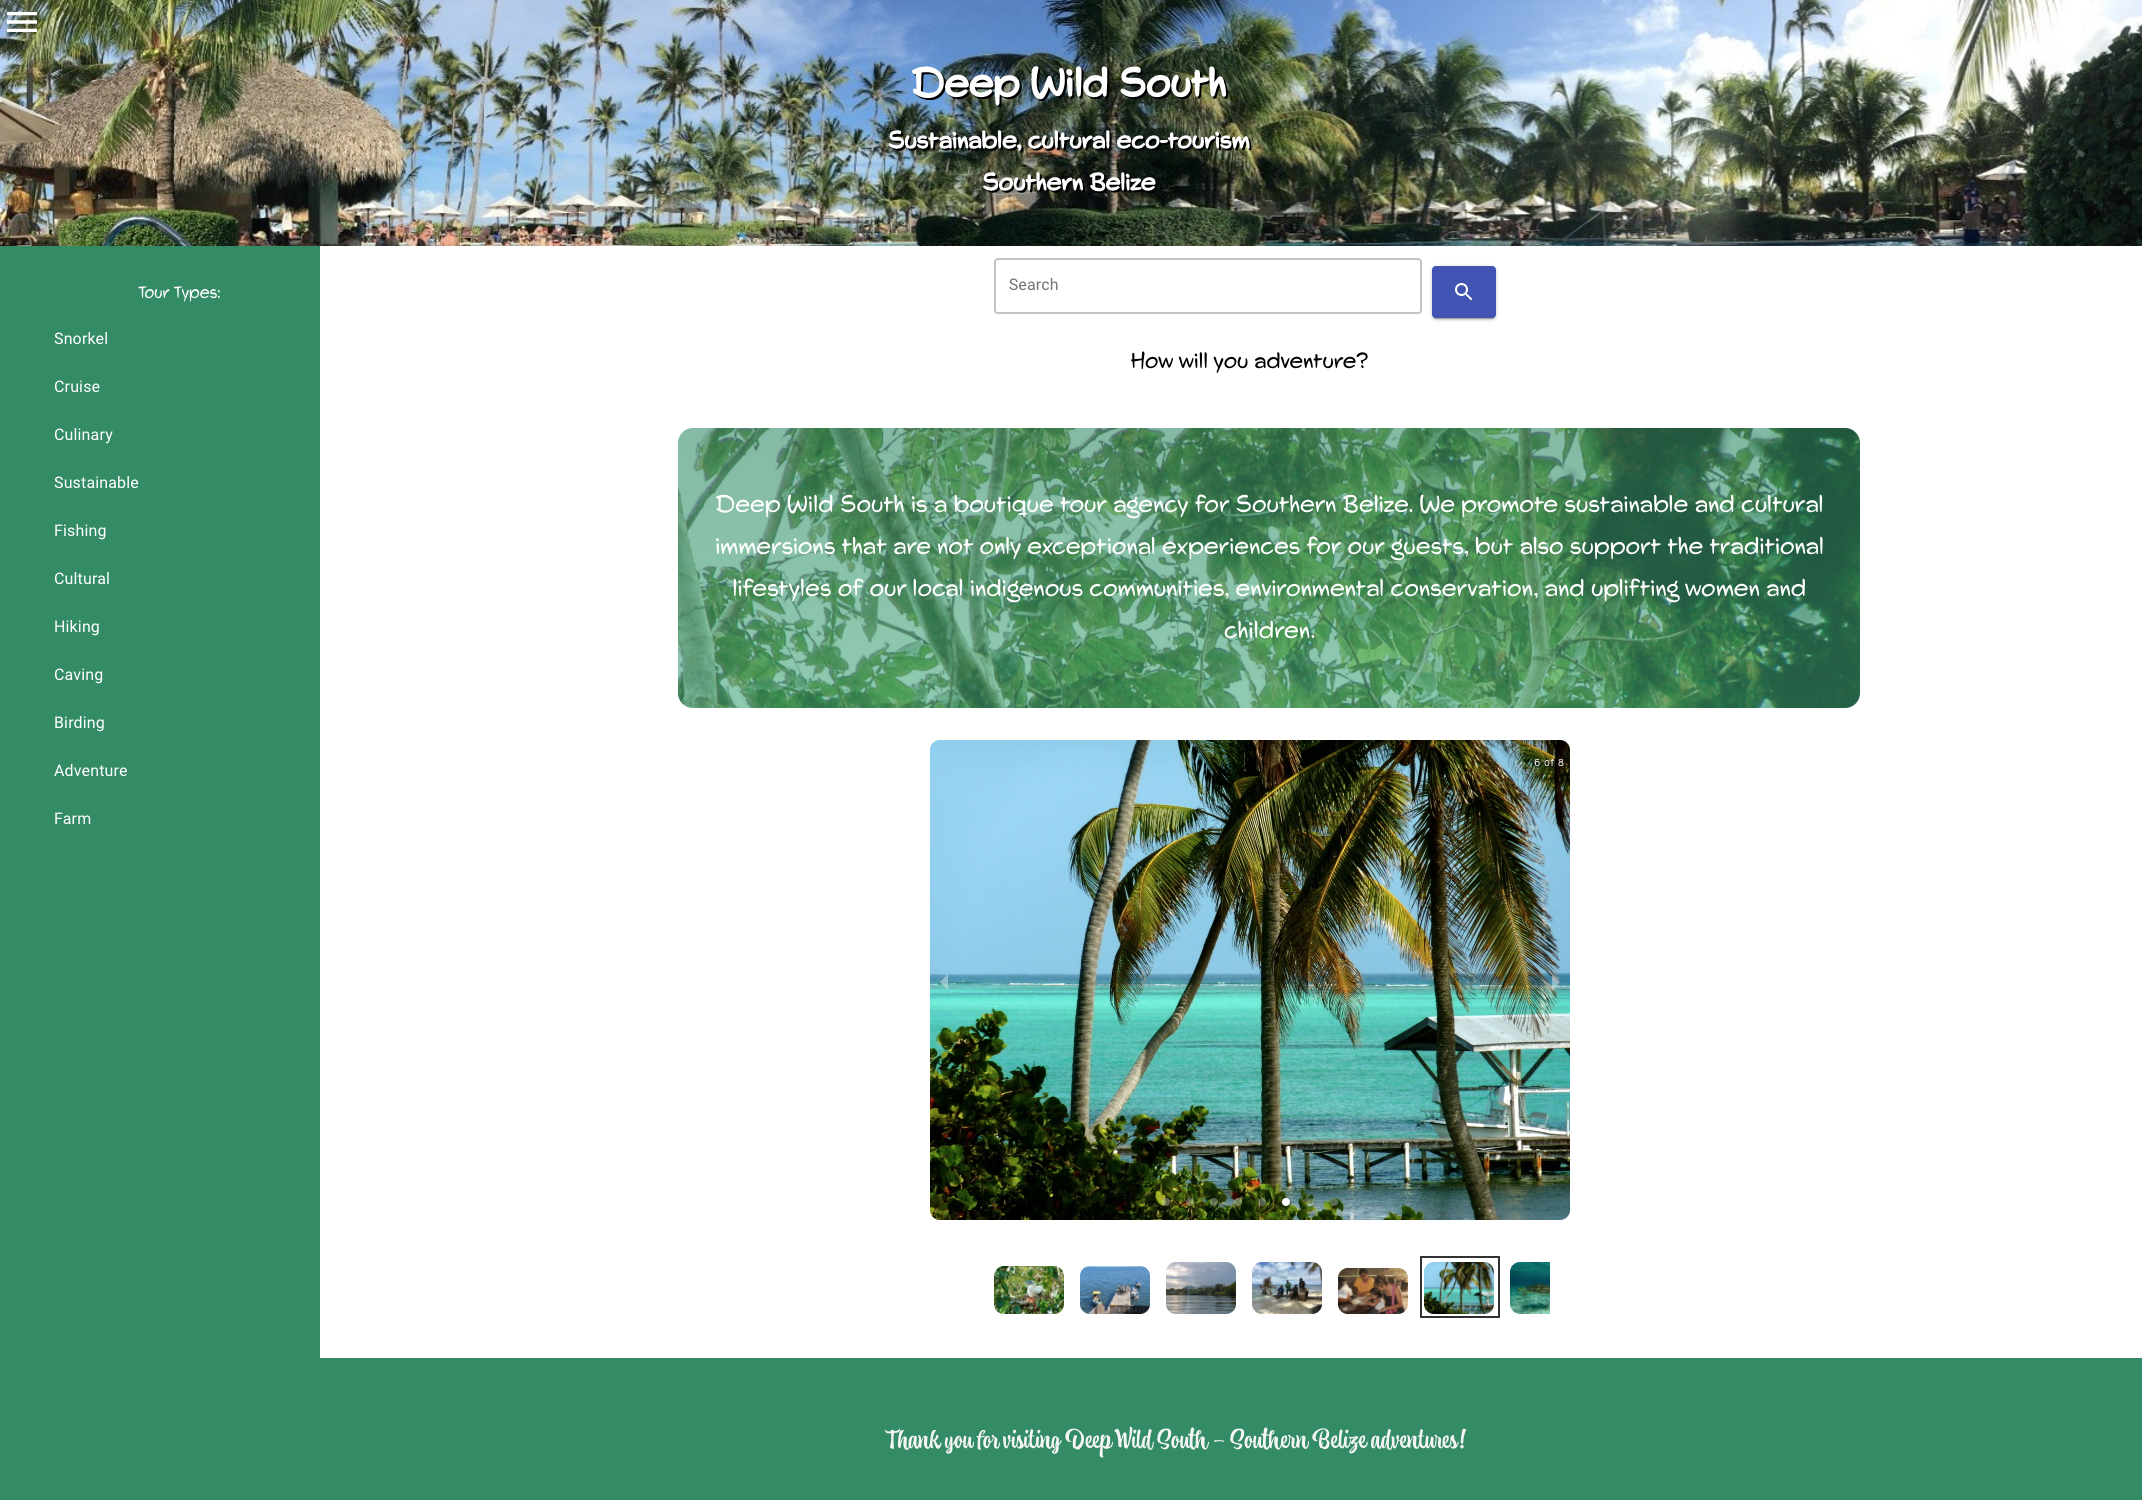 Deep Wild South
Sustainable, cultural eco-tourism
Southern Belize
Tour Types:
Snorkel
Cruise
Culinary
Sustainable
Fishing
Cultural
Hiking
Caving
Birding
Adventure
Farm
Search
How will you adventure?
Deep Wild South is a boutique tour agency for Southern Belize. We promote sustainable and cultural
immersions that are not only exceptional experiences for our guests, but also support the traditional
lifestyles of our local indigenous communities, environmental conservation, and uplifting women and
children.
6 of 8
Thank you for visiting Deep Wild South - Southern Belize adventures!